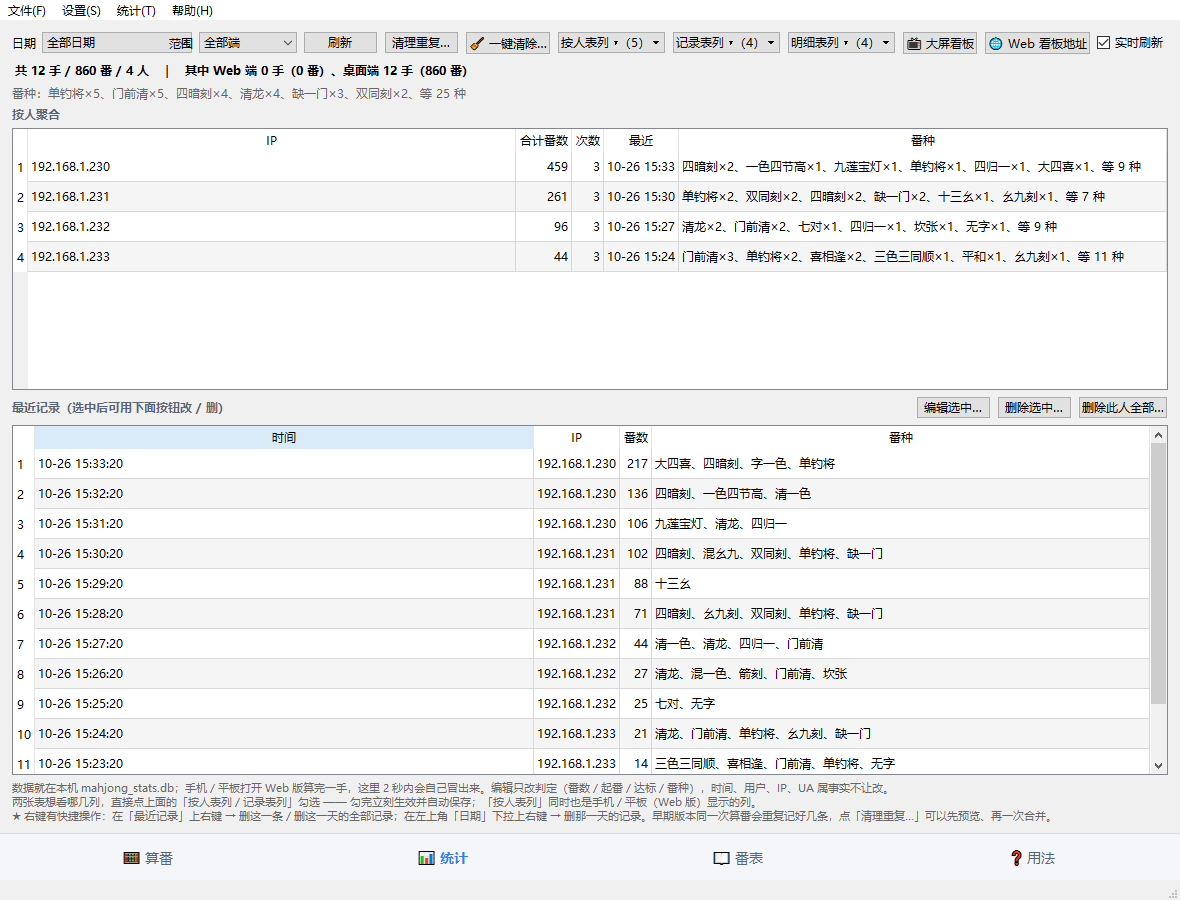 文件(F) 设置(S) 统计(T) 帮助(H)
日期 全部日期 范围 全部端 刷新 清理重复... 一键清除... 按人表列 ▾ (5) 记录表列 ▾ (4) 明细表列 ▾ (4) 大屏看板 Web 看板地址 实时刷新
共 12 手 / 860 番 / 4 人 | 其中 Web 端 0 手 (0 番) 、桌面端 12 手 (860 番)
番种：单钓将×5、门前清×5、四暗刻×4、清龙×4、缺一门×3、双同刻×2、等 25 种
按人聚合
IP 合计番数 次数 最近 番种
1 192.168.1.230 459 3 10-26 15:33 四暗刻×2、一色四节高×1、九莲宝灯×1、单钓将×1、四归一×1、大四喜×1、等 9 种
2 192.168.1.231 261 3 10-26 15:30 单钓将×2、双同刻×2、四暗刻×2、缺一门×2、十三幺×1、幺九刻×1、等 7 种
3 192.168.1.232 96 3 10-26 15:27 清龙×2、门前清×2、七对×1、四归一×1、坎张×1、无字×1、等 9 种
4 192.168.1.233 44 3 10-26 15:24 门前清×3、单钓将×2、喜相逢×2、三色三同顺×1、平和×1、幺九刻×1、等 11 种
最近记录（选中后可用下面按钮改 / 删） 编辑选中... 删除选中... 删除此人全部...
时间 IP 番数 番种
1 10-26 15:33:20 192.168.1.230 217 大四喜、四暗刻、字一色、单钓将
2 10-26 15:32:20 192.168.1.230 136 四暗刻、一色四节高、清一色
3 10-26 15:31:20 192.168.1.230 106 九莲宝灯、清龙、四归一
4 10-26 15:30:20 192.168.1.231 102 四暗刻、混幺九、双同刻、单钓将、缺一门
5 10-26 15:29:20 192.168.1.231 88 十三幺
6 10-26 15:28:20 192.168.1.231 71 四暗刻、幺九刻、双同刻、单钓将、缺一门
7 10-26 15:27:20 192.168.1.232 44 清一色、清龙、四归一、门前清
8 10-26 15:26:20 192.168.1.232 27 清龙、混一色、箭刻、门前清、坎张
9 10-26 15:25:20 192.168.1.232 25 七对、无字
10 10-26 15:24:20 192.168.1.233 21 清龙、门前清、单钓将、幺九刻、缺一门
11 10-26 15:23:20 192.168.1.233 14 三色三同顺、喜相逢、门前清、单钓将、无字
数据就在本机 mahjong_stats.db；手机 / 平板打开 Web 版算完一手，这里 2 秒内会自己冒出来。编辑只改判定（番数 / 起番 / 达标 / 番种），时间、用户、IP、UA 属事实不让改。
两张表想看哪几列，直接点上面的「按人表列 / 记录表列」勾选 —— 勾完立刻生效并自动保存；「按人表列」同时也是手机 / 平板（Web 版）显示的列。
★ 右键有快捷操作：在「最近记录」上右键 → 删这一条 / 删这一天的全部记录；在左上角「日期」下拉上右键 → 删那一天的记录。早期版本同一次算番会重复记好几条，点「清理重复…」可以先预览、再一次合并。
算番 统计 番表 用法